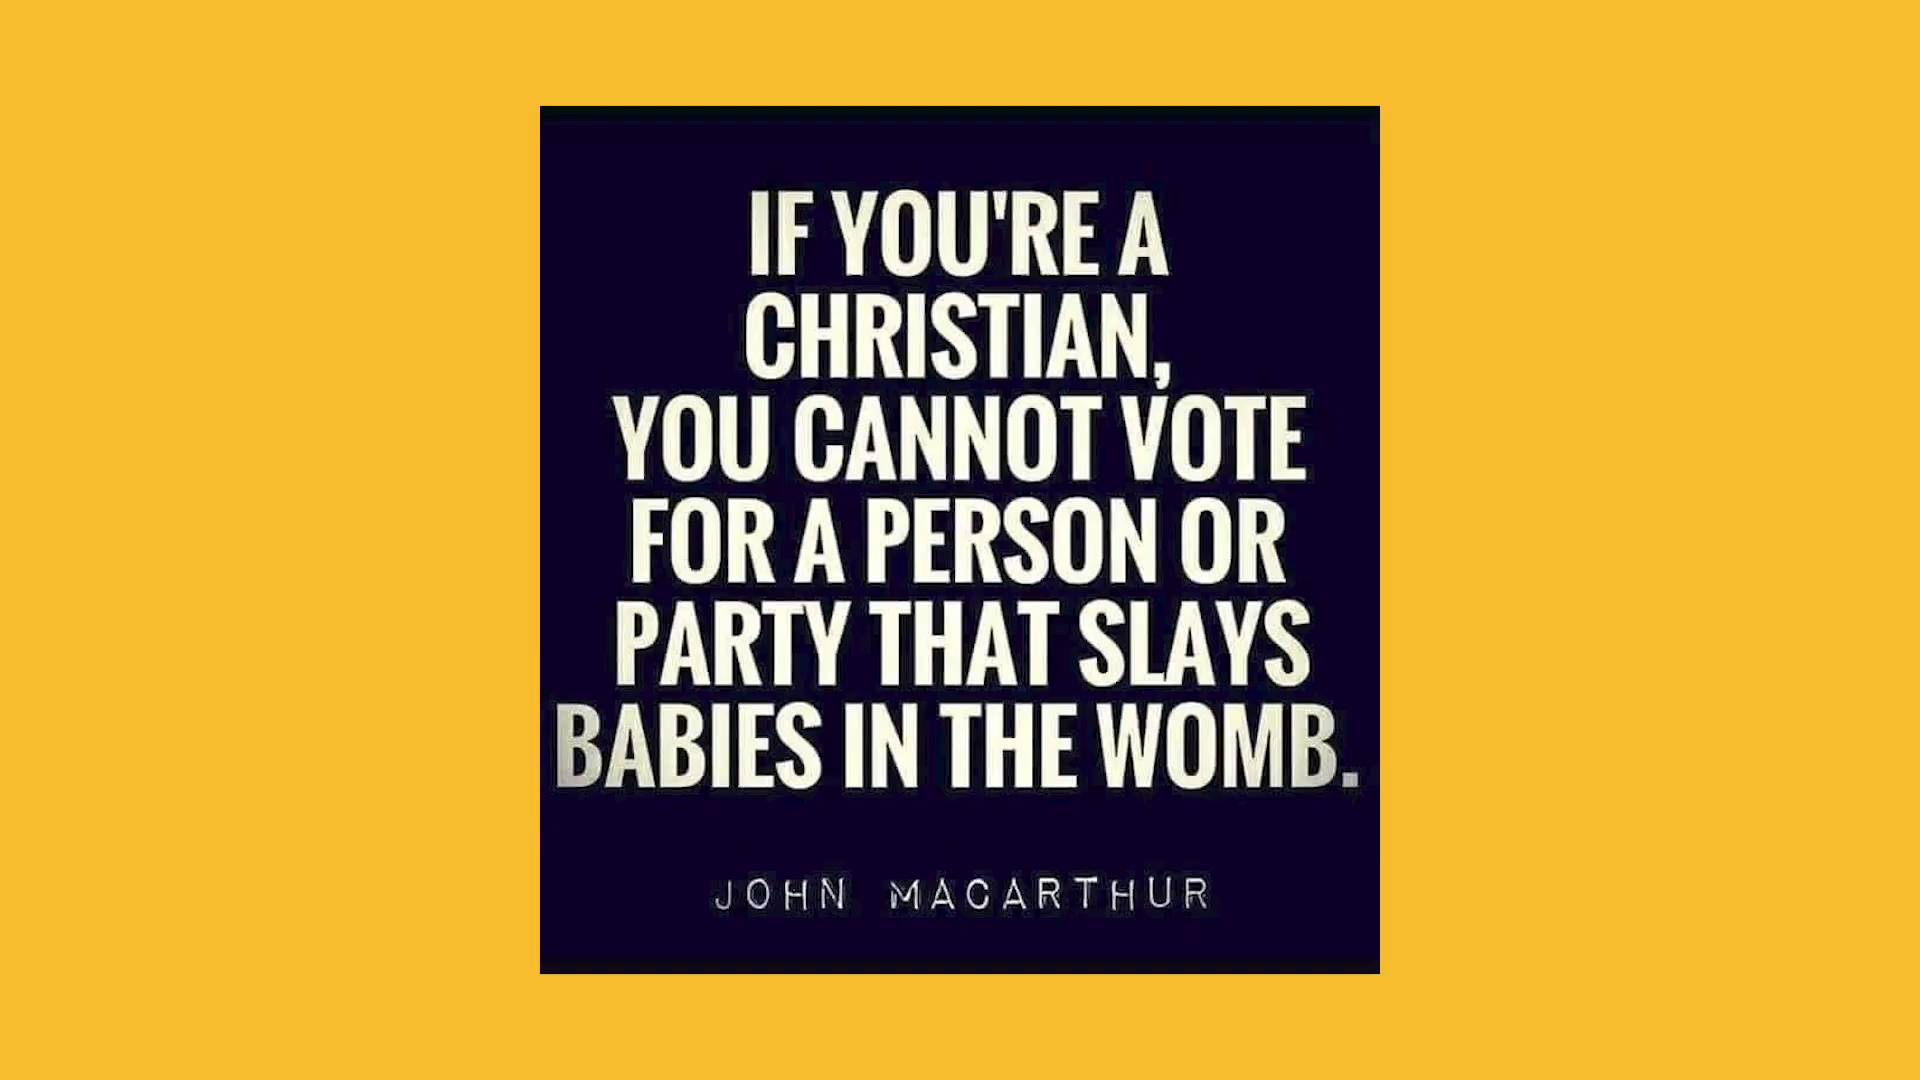 IF YOU'RE A
CHRISTIAN,
YOU CANNOT VOTE
FOR A PERSON OR
PARTY THAT SLAYS
BABIES IN THE WOMB.
JOHN MACARTHUR